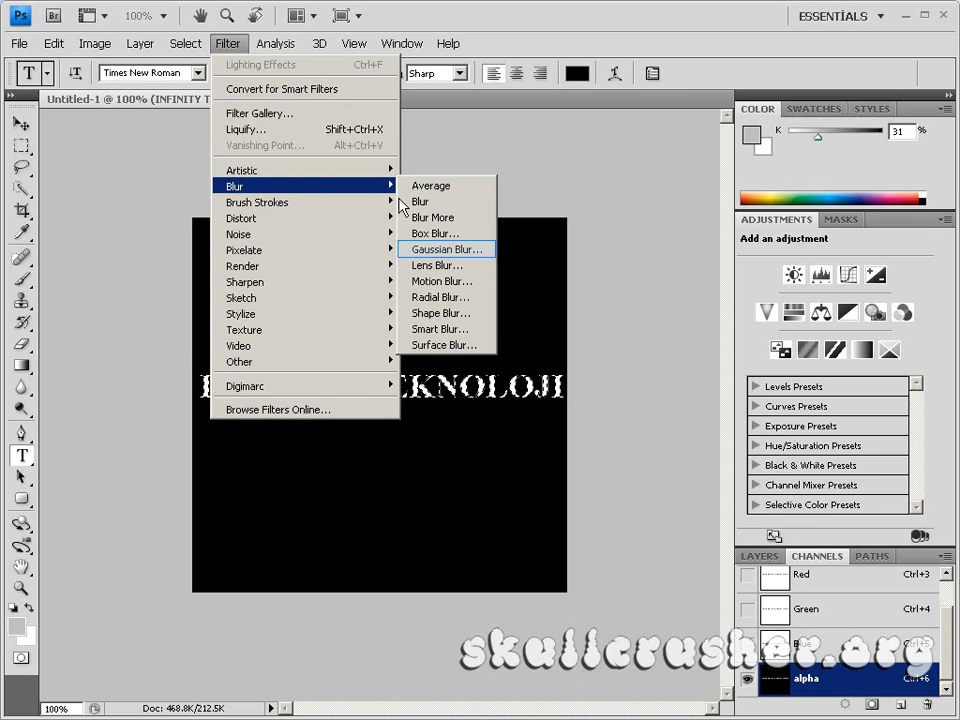 Ps Br 100% ESSENTIALS
File Edit Image Layer Select Filter Analysis 3D View Window Help
T Times New Roman Sharp
Untitled-1 @ 100% (INFINITY T
Lighting Effects Ctrl+F
Convert for Smart Filters
Filter Gallery...
Liquify... Shift+Ctrl+X
Vanishing Point... Alt+Ctrl+V
Artistic
Blur
Brush Strokes
Distort
Noise
Pixelate
Render
Sharpen
Sketch
Stylize
Texture
Video
Other
Digimarc
Browse Filters Online...
Average
Blur
Blur More
Box Blur...
Gaussian Blur...
Lens Blur...
Motion Blur...
Radial Blur...
Shape Blur...
Smart Blur...
Surface Blur...
EKNOLOJI
COLOR SWATCHES STYLES
K 31 %
ADJUSTMENTS MASKS
Add an adjustment
Levels Presets
Curves Presets
Exposure Presets
Hue/Saturation Presets
Black & White Presets
Channel Mixer Presets
Selective Color Presets
LAYERS CHANNELS PATHS
Red Ctrl+3
Green Ctrl+4
Blue Ctrl+5
alpha Ctrl+6
skullcrusher.org
100% Doc: 468.8K/212.5K